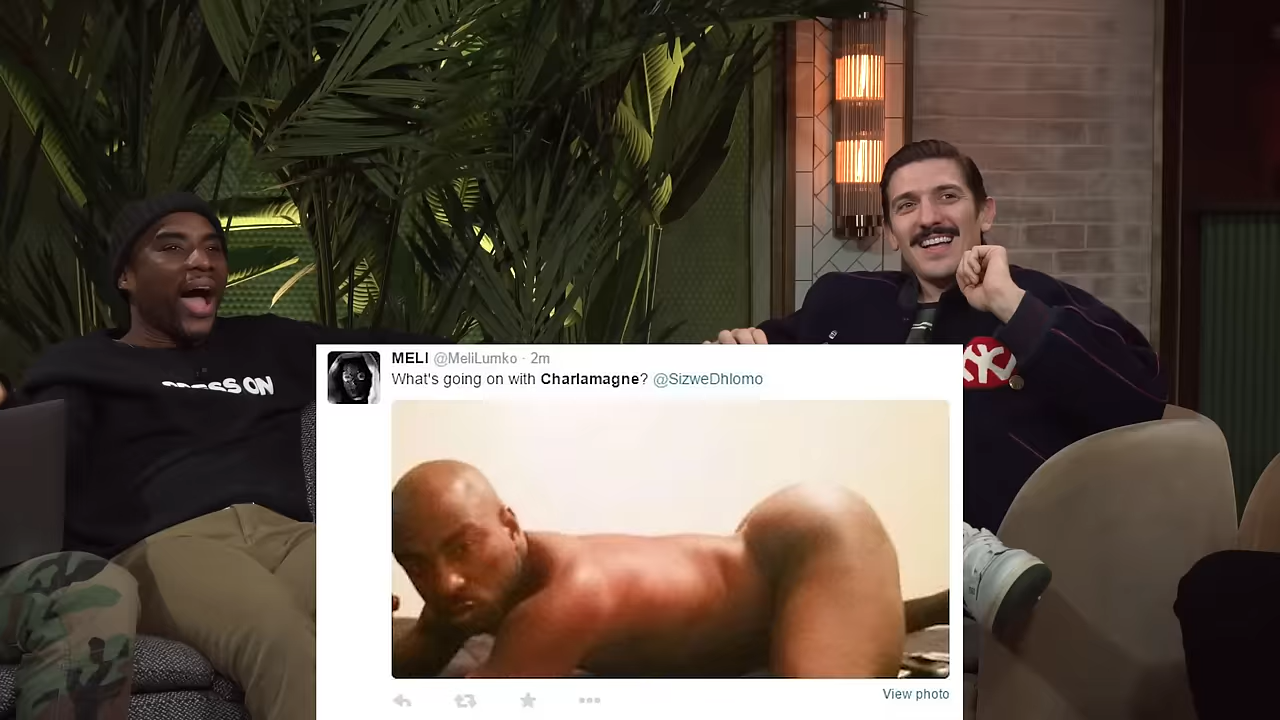 MELI @MeliLumko · 2m
What's going on with Charlamagne? @SizweDhlomo
View photo